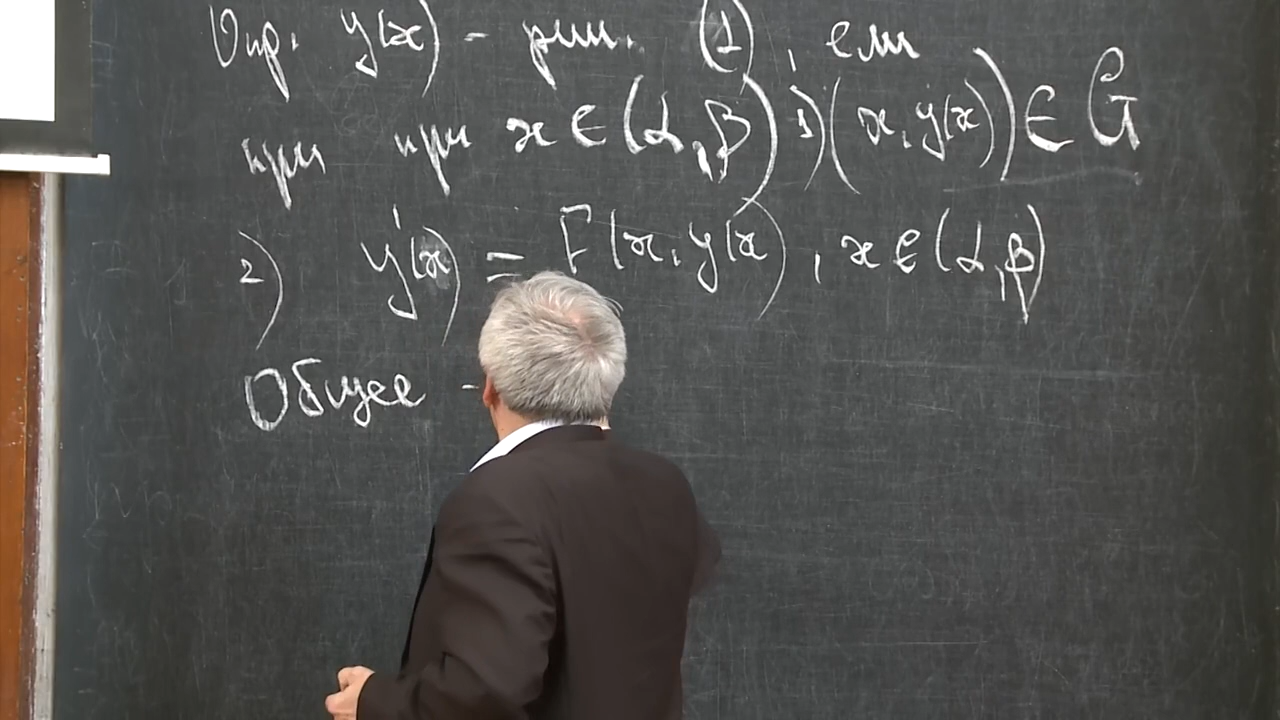 Опр. y(x) - реш. (1), если
при при x ∈ (α, β) 1) (x, y(x)) ∈ G
2) y'(x) = F(x, y(x), x ∈ (α, β)
Общее -